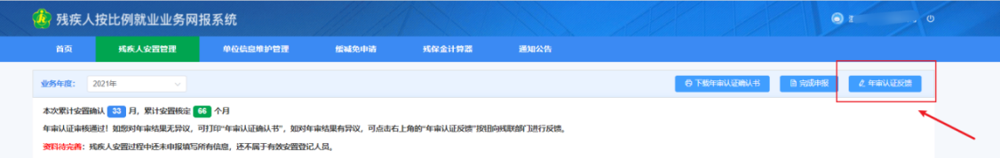 残疾人按比例就业业务网报系统
首页 残疾人安置管理 单位信息维护管理 缓减免申请 残保金计算器 通知公告
业务年度: 2021年 下载年审认证确认书 完成申报 年审认证反馈
本次累计安置确认 33 月，累计安置核定 66 个月
年审认证审核通过！如您对年审结果无异议，可打印“年审认证确认书”，如对年审结果有异议，可点击右上角的“年审认证反馈”按钮向残联部门进行反馈。
资料待完善：残疾人安置过程中还未申报填写所有信息，还不属于有效安置登记人员。